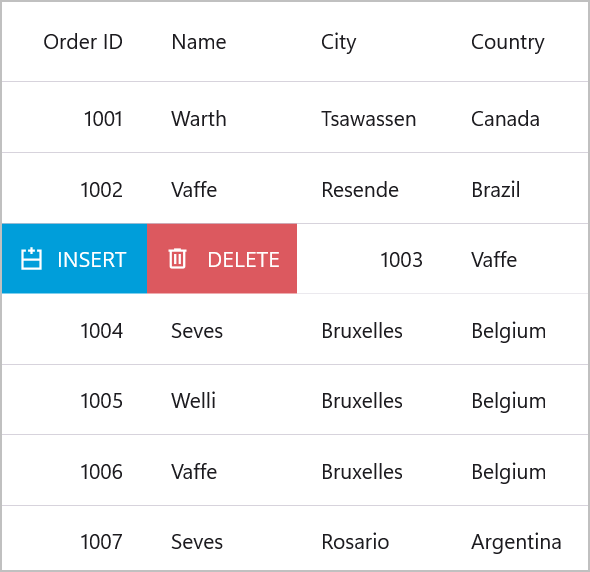 Order ID Name City Country
1001 Warth Tsawassen Canada
1002 Vaffe Resende Brazil
INSERT DELETE 1003 Vaffe
1004 Seves Bruxelles Belgium
1005 Welli Bruxelles Belgium
1006 Vaffe Bruxelles Belgium
1007 Seves Rosario Argentina